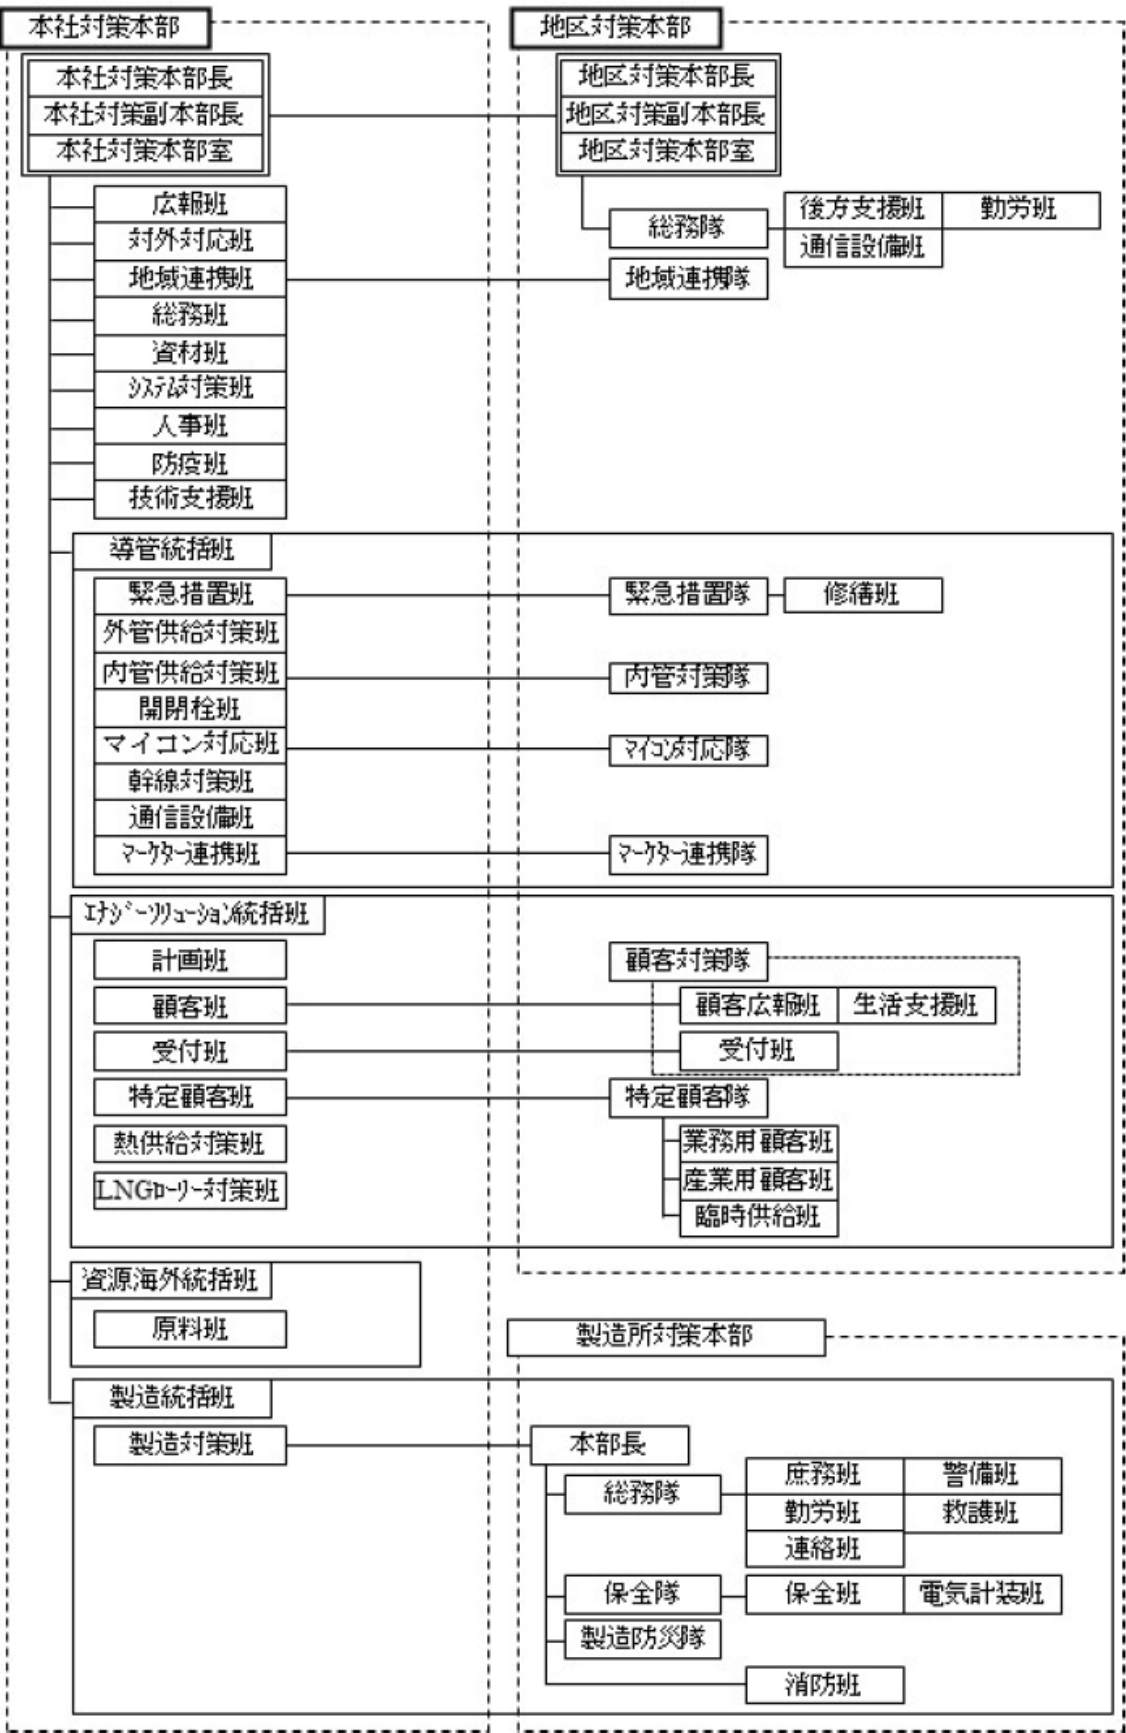 本社対策本部
地区対策本部
本社対策本部長
本社対策副本部長
本社対策本部室
地区対策本部長
地区対策副本部長
地区対策本部室
広報班
対外対応班
地域連携班
総務班
資材班
ｼｽﾃﾑ対策班
人事班
防疫班
技術支援班
総務隊
後方支援班
勤労班
通信設備班
地域連携隊
導管統括班
緊急措置班
緊急措置隊
修繕班
外管供給対策班
内管供給対策班
内管対策隊
開閉栓班
マイコン対応班
ﾏｲｺﾝ対応隊
幹線対策班
通信設備班
ﾏｰｹﾀｰ連携班
ﾏｰｹﾀｰ連携隊
ｴﾅｼﾞｰｿﾘｭｰｼｮﾝ統括班
計画班
顧客対策隊
顧客班
顧客広報班
生活支援班
受付班
受付班
特定顧客班
特定顧客隊
熱供給対策班
業務用顧客班
産業用顧客班
LNGﾛｰﾘｰ対策班
臨時供給班
資源海外統括班
原料班
製造所対策本部
製造統括班
製造対策班
本部長
総務隊
庶務班
警備班
勤労班
救護班
連絡班
保全隊
保全班
電気計装班
製造防災隊
消防班